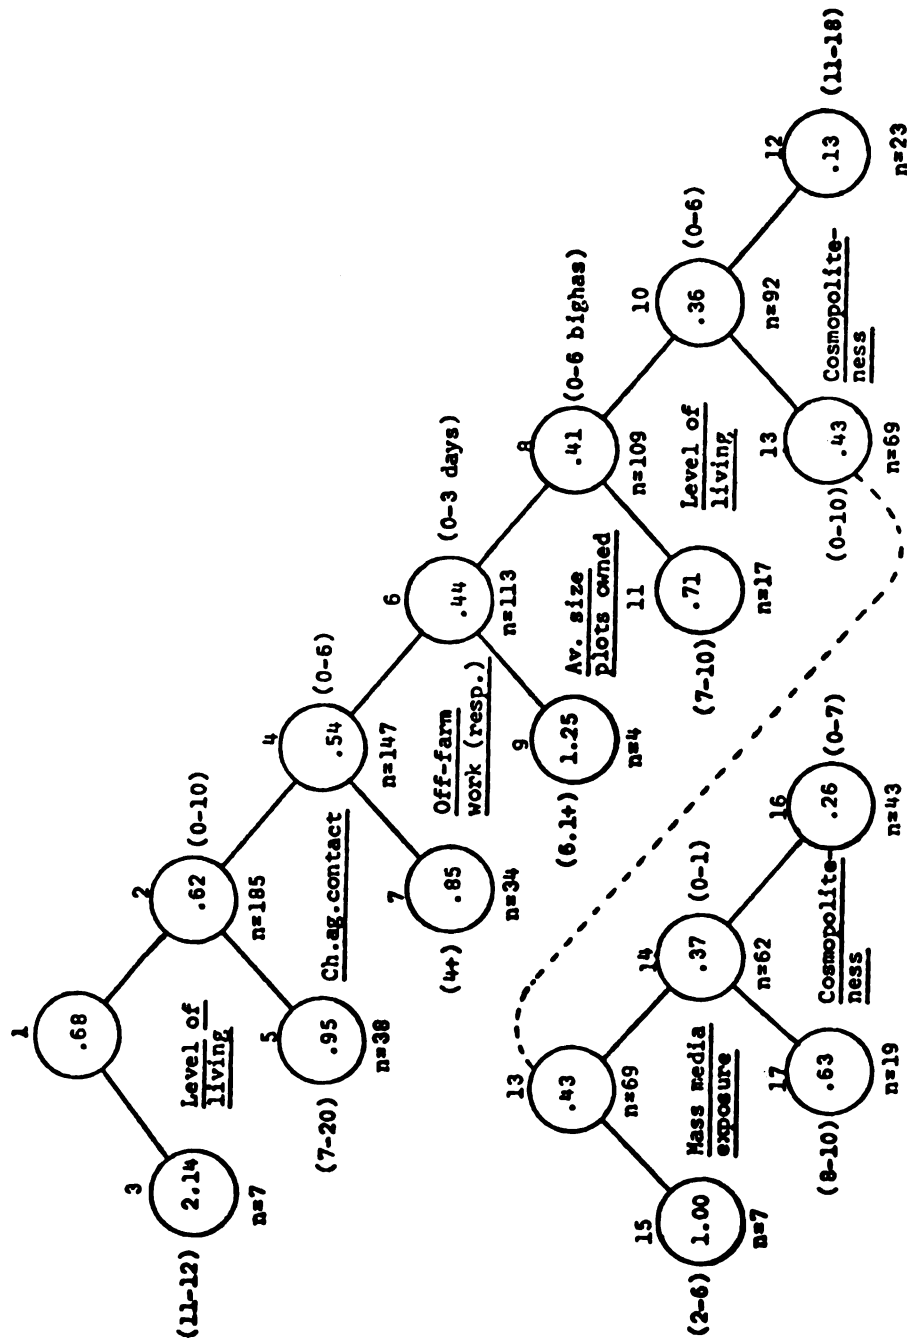 1
.68
Level of
living
3
2.14
n=7
(11-12)
2
.62
n=185
(0-10)
Ch.ag.contact
5
.95
n=38
(7-20)
4
.54
n=147
(0-6)
Off-farm
work (resp.)
7
.85
n=34
(4+)
6
.44
n=113
(0-3 days)
Av. size
plots owned
9
1.25
n=4
(6.1+)
8
.41
n=109
(0-6 bighas)
Level of
living
11
.71
n=17
(7-10)
10
.36
n=92
(0-6)
Cosmopolite-
ness
13
.43
n=69
(0-10)
12
.13
n=23
(11-18)
13
.43
n=69
Mass media
exposure
15
1.00
n=7
(2-6)
14
.37
n=62
(0-1)
Cosmopolite-
ness
17
.63
n=19
(8-10)
16
.26
n=43
(0-7)